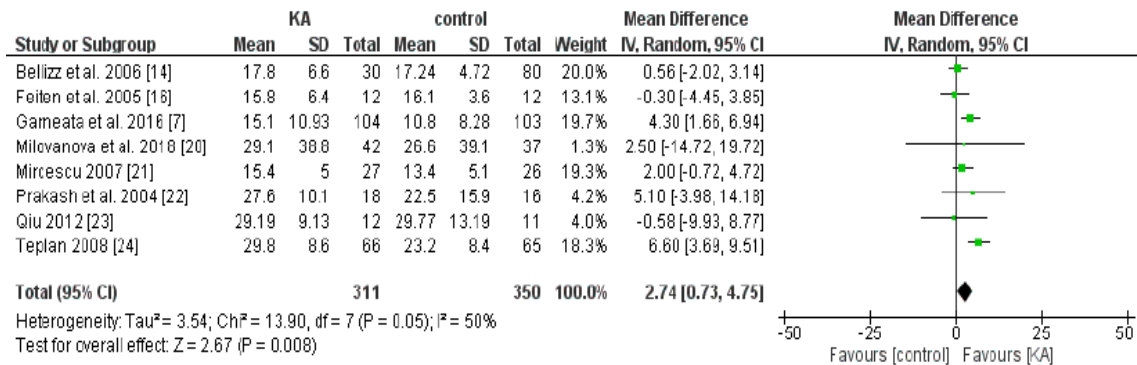 KA control Mean Difference Mean Difference
Study or Subgroup Mean SD Total Mean SD Total Weight IV, Random, 95% CI IV, Random, 95% CI
Bellizz et al. 2006 [14] 17.8 6.6 30 17.24 4.72 80 20.0% 0.56 [-2.02, 3.14]
Feiten et al. 2005 [16] 15.8 6.4 12 16.1 3.6 12 13.1% -0.30 [-4.45, 3.85]
Garneata et al. 2016 [7] 15.1 10.93 104 10.8 8.28 103 19.7% 4.30 [1.66, 6.94]
Milovanova et al. 2018 [20] 29.1 38.8 42 26.6 39.1 37 1.3% 2.50 [-14.72, 19.72]
Mircescu 2007 [21] 15.4 5 27 13.4 5.1 26 19.3% 2.00 [-0.72, 4.72]
Prakash et al. 2004 [22] 27.6 10.1 18 22.5 15.9 16 4.2% 5.10 [-3.98, 14.18]
Qiu 2012 [23] 29.19 9.13 12 29.77 13.19 11 4.0% -0.58 [-9.93, 8.77]
Teplan 2008 [24] 29.8 8.6 66 23.2 8.4 65 18.3% 6.60 [3.69, 9.51]
Total (95% CI) 311 350 100.0% 2.74 [0.73, 4.75]
Heterogeneity: Tau² = 3.54; Chi² = 13.90, df = 7 (P = 0.05); I² = 50%
Test for overall effect: Z = 2.67 (P = 0.008)
-50 -25 0 25 50
Favours [control] Favours [KA]